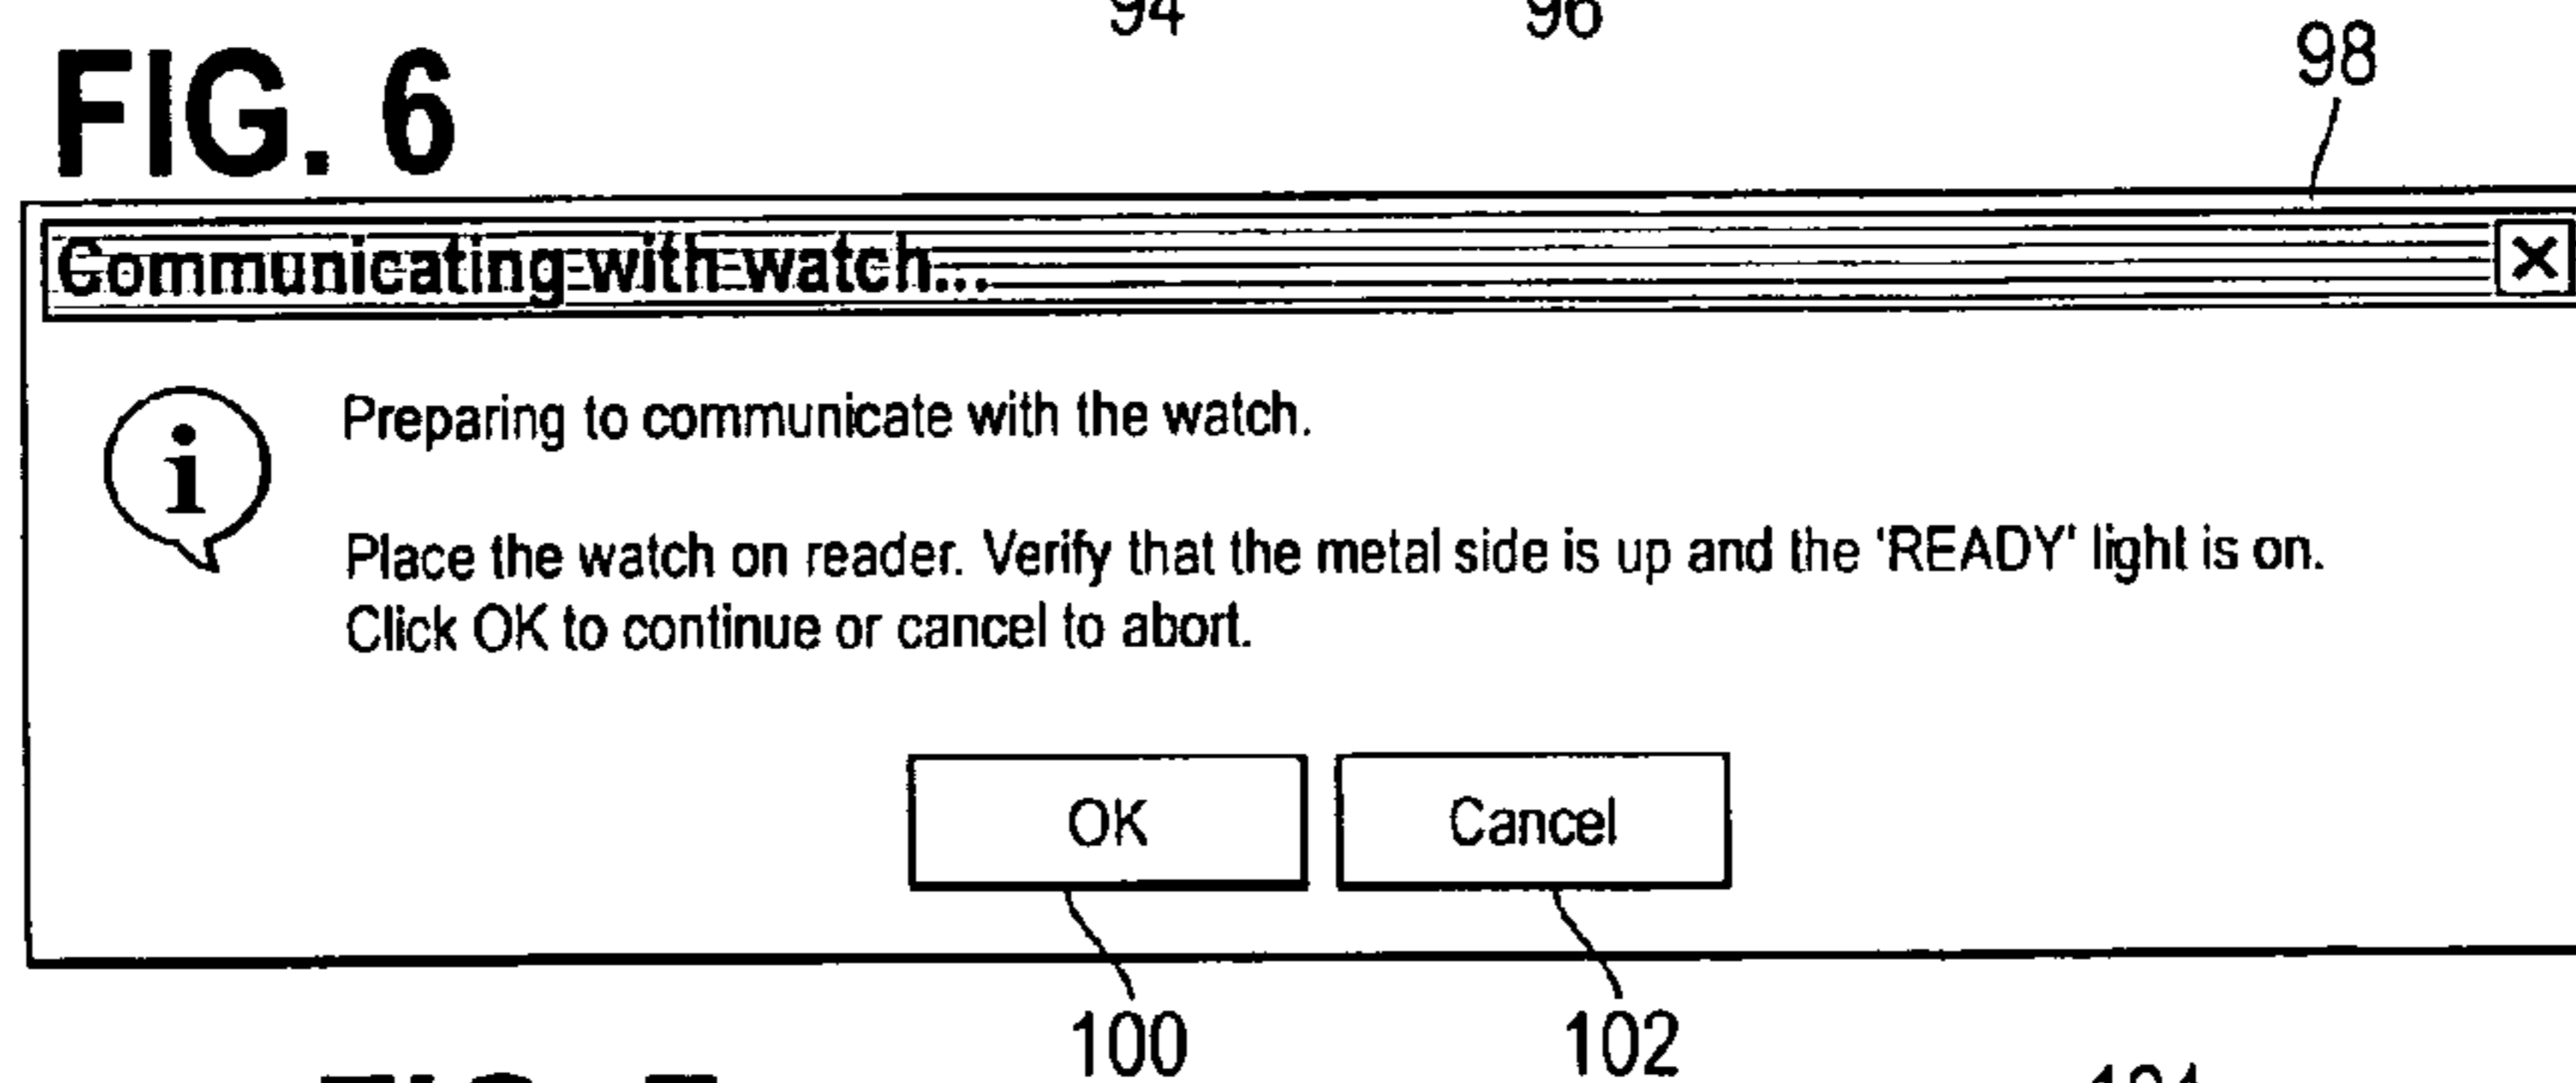 94 96
FIG. 6
98
Communicating with watch...
i
Preparing to communicate with the watch.
Place the watch on reader. Verify that the metal side is up and the 'READY' light is on.
Click OK to continue or cancel to abort.
OK Cancel
100 102